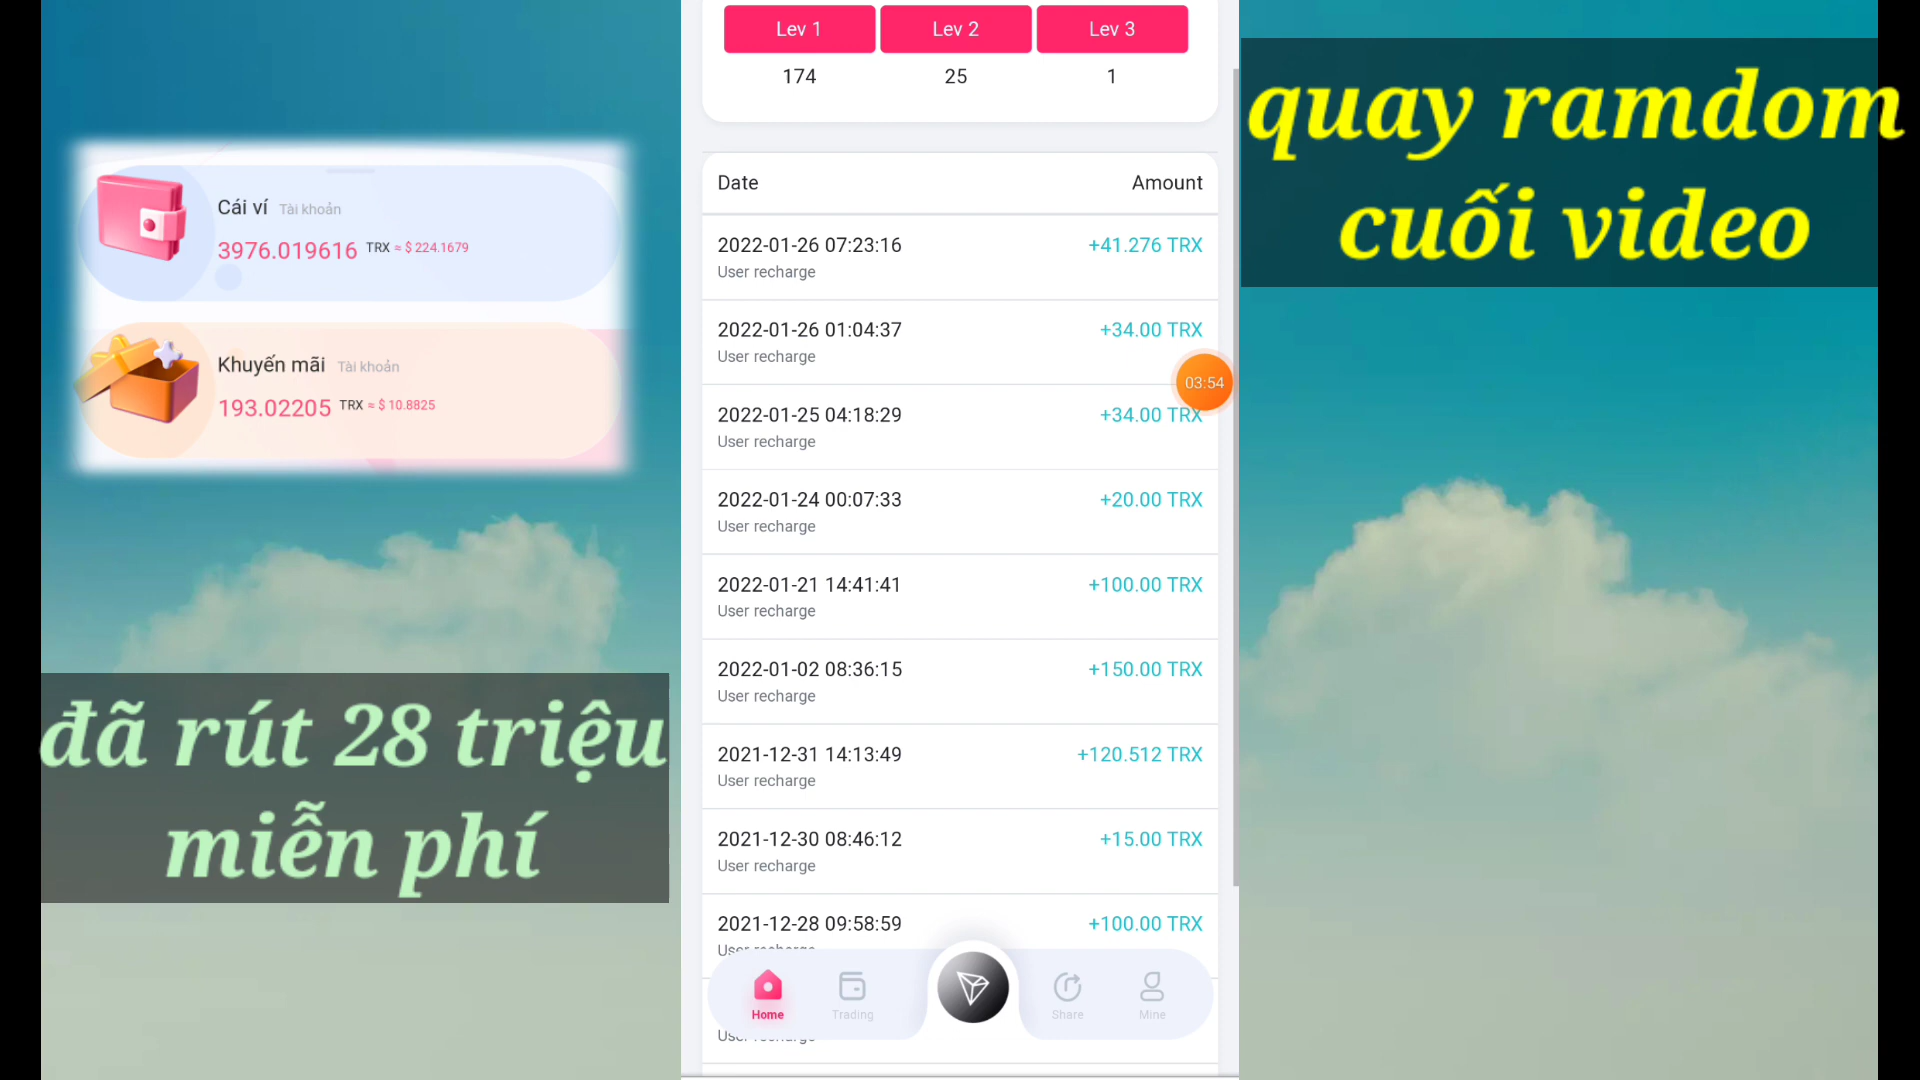 Cái ví Tài khoản
3976.019616 TRX ≈ $ 224.1679
Khuyến mãi Tài khoản
193.02205 TRX ≈ $ 10.8825
đã rút 28 triệu
miễn phí
Lev 1 Lev 2 Lev 3
174 25 1
Date Amount
2022-01-26 07:23:16 +41.276 TRX
User recharge
2022-01-26 01:04:37 +34.00 TRX
User recharge
03:54
2022-01-25 04:18:29 +34.00 TRX
User recharge
2022-01-24 00:07:33 +20.00 TRX
User recharge
2022-01-21 14:41:41 +100.00 TRX
User recharge
2022-01-02 08:36:15 +150.00 TRX
User recharge
2021-12-31 14:13:49 +120.512 TRX
User recharge
2021-12-30 08:46:12 +15.00 TRX
User recharge
2021-12-28 09:58:59 +100.00 TRX
User recharge
Home Trading Share Mine
User recharge
quay ramdom
cuối video